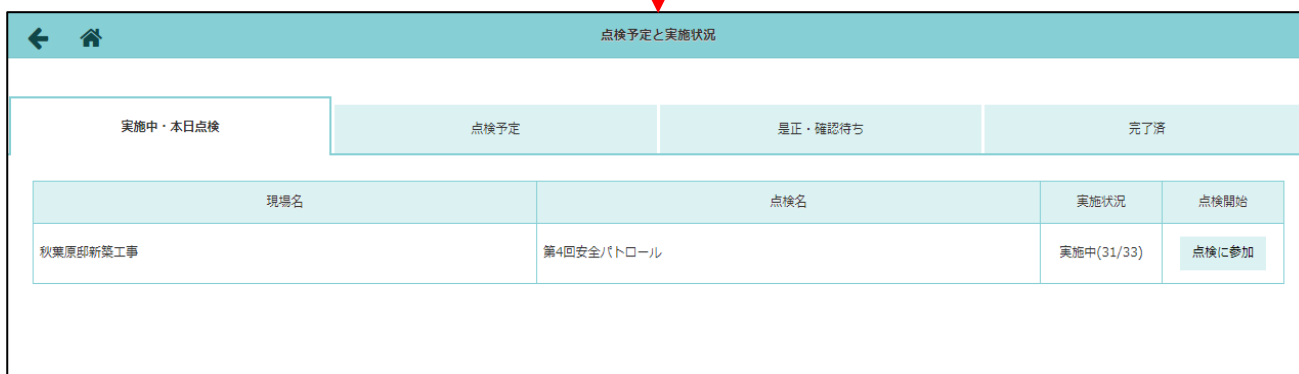 点検予定と実施状況
実施中・本日点検 点検予定 是正・確認待ち 完了済
現場名 点検名 実施状況 点検開始
秋葉原邸新築工事 第4回安全パトロール 実施中(31/33) 点検に参加